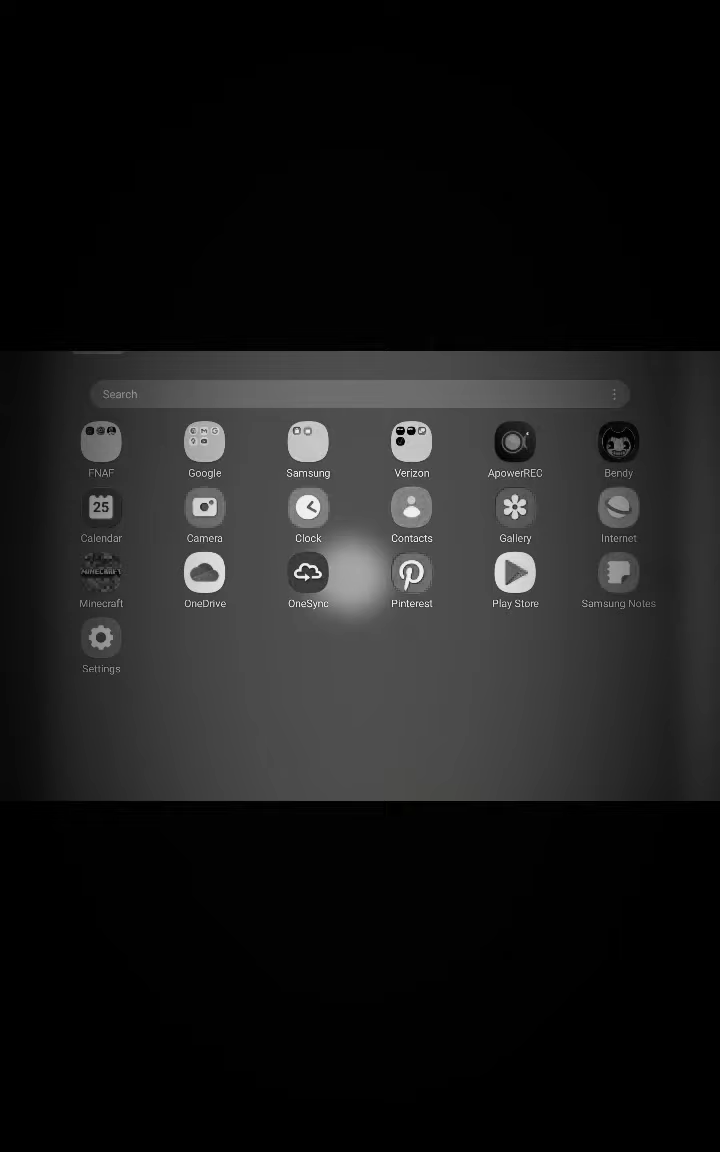 Search
FNAF
Google
Samsung
Verizon
ApowerREC
Bendy
25
Calendar
Camera
Clock
Contacts
Gallery
Internet
MINECRAFT
Minecraft
OneDrive
OneSync
Pinterest
Play Store
Samsung Notes
Settings